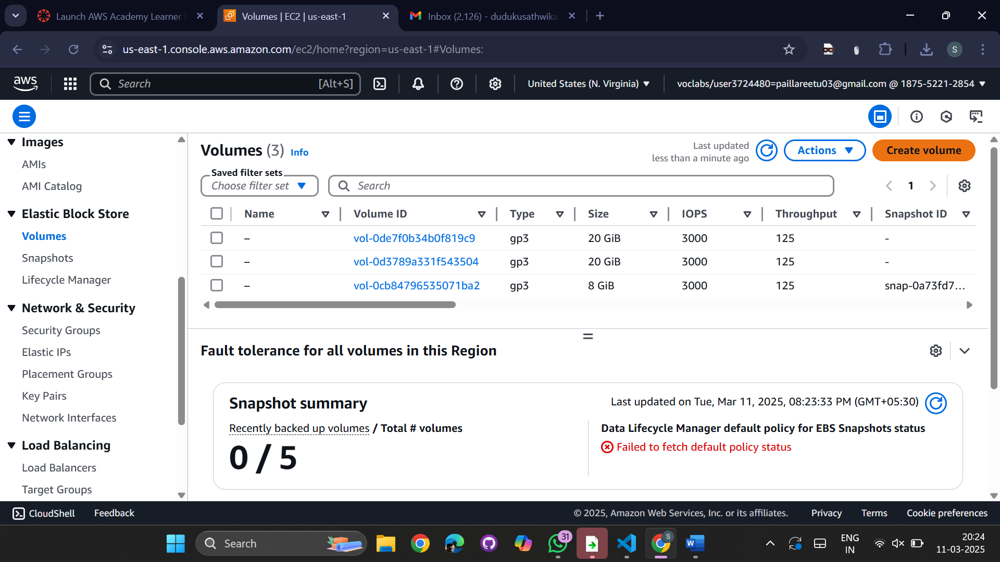 Launch AWS Academy Learner
Volumes | EC2 | us-east-1
Inbox (2,126) - dudukusathwika
us-east-1.console.aws.amazon.com/ec2/home?region=us-east-1#Volumes:
S
aws
Search
[Alt+S]
United States (N. Virginia)
voclabs/user3724480=paillareetu03@gmail.com @ 1875-5221-2854
Images
AMIs
AMI Catalog
Elastic Block Store
Volumes
Snapshots
Lifecycle Manager
Network & Security
Security Groups
Elastic IPs
Placement Groups
Key Pairs
Network Interfaces
Load Balancing
Load Balancers
Target Groups
Volumes (3) Info
Last updated
less than a minute ago
Actions
Create volume
Saved filter sets
Choose filter set
Search
1
Name Volume ID Type Size IOPS Throughput Snapshot ID
– vol-0de7f0b34b0f819c9 gp3 20 GiB 3000 125 -
– vol-0d3789a331f543504 gp3 20 GiB 3000 125 -
– vol-0cb84796535071ba2 gp3 8 GiB 3000 125 snap-0a73fd7...
Fault tolerance for all volumes in this Region
Snapshot summary
Last updated on Tue, Mar 11, 2025, 08:23:33 PM (GMT+05:30)
Recently backed up volumes / Total # volumes
0 / 5
Data Lifecycle Manager default policy for EBS Snapshots status
Failed to fetch default policy status
CloudShell
Feedback
© 2025, Amazon Web Services, Inc. or its affiliates.
Privacy
Terms
Cookie preferences
Search
31
S
W
ENG
IN
20:24
11-03-2025